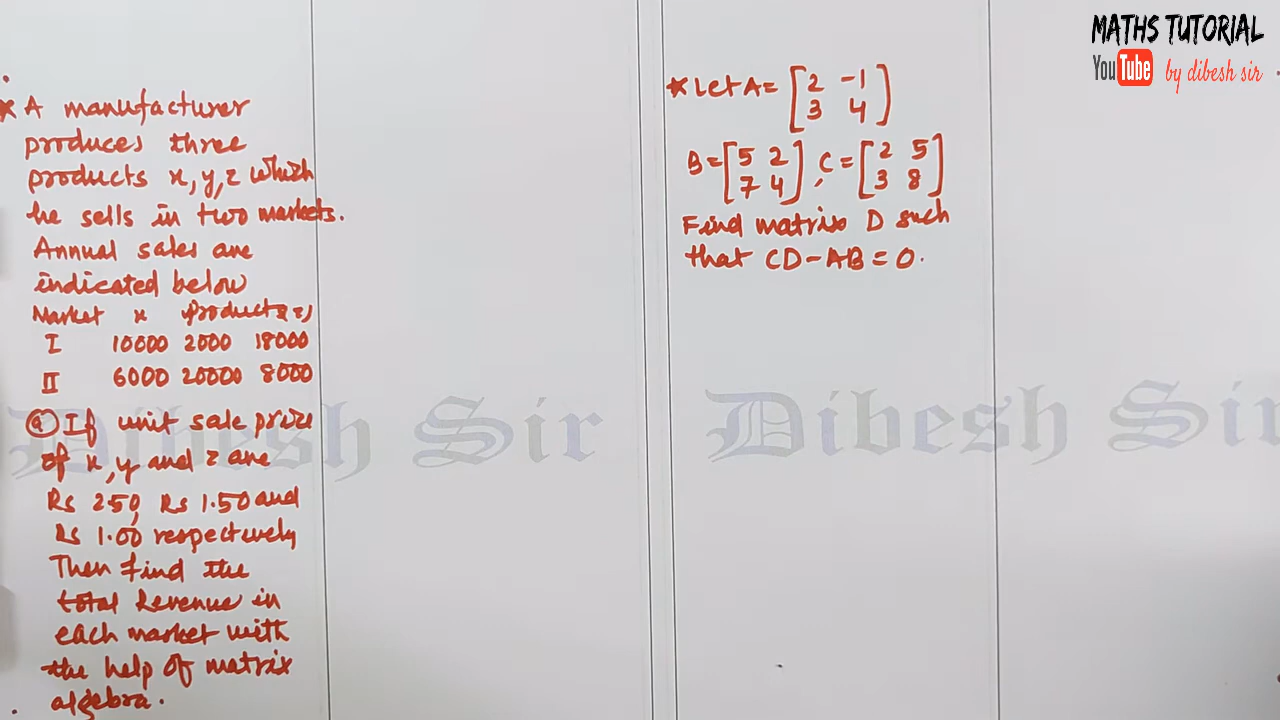 MATHS TUTORIAL
YouTube by dibesh sir
* A manufacturer
produces three
products x, y, z which
he sells in two markets.
Annual sales are
indicated below
Market x Products
I 10000 2000 18000
II 6000 20000 8000
(a) If unit sale price
of x, y and z are
Rs 2.50, Rs 1.50 and
Rs 1.00 respectively
Then find the
total Revenue in
each market with
the help of matrix
algebra.
* Let A = [2 -1
3 4]
B = [5 2 , C = [2 5
7 4] 3 8]
Find matrix D such
that CD - AB = 0.
Dibesh Sir
Dibesh Sir